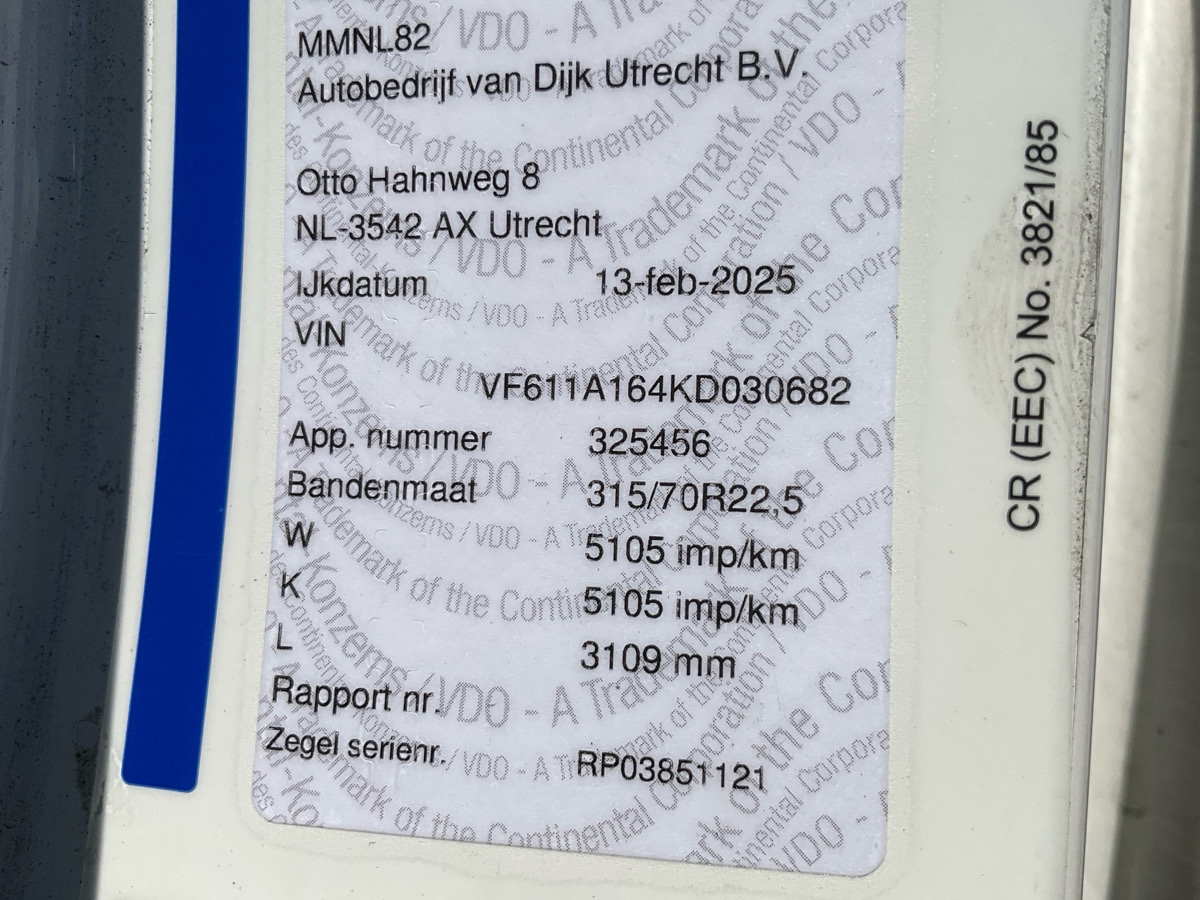 MMNL82
Autobedrijf van Dijk Utrecht B.V.
Otto Hahnweg 8
NL-3542 AX Utrecht
IJkdatum 13-feb-2025
VIN
VF611A164KD030682
App. nummer 325456
Bandenmaat 315/70R22,5
W 5105 imp/km
K 5105 imp/km
L 3109 mm
Rapport nr.
Zegel serienr. RP03851121
CR (EEC) No. 3821/85